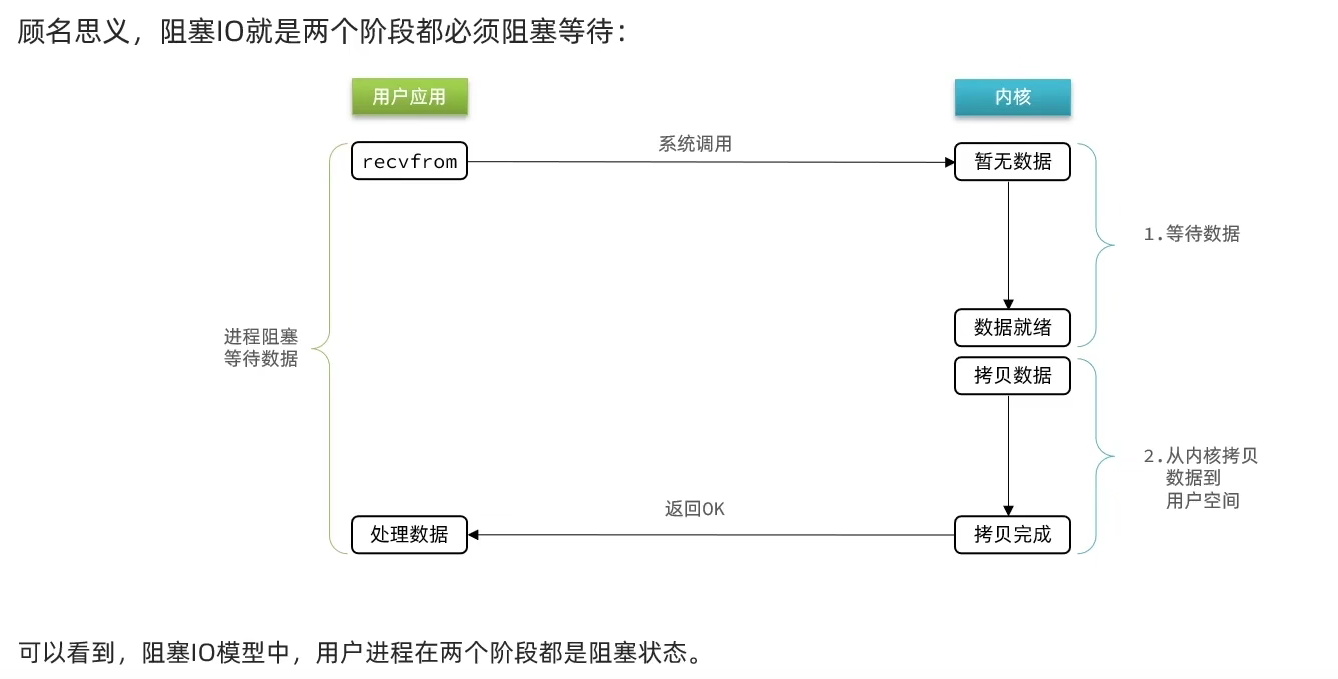 顾名思义，阻塞IO就是两个阶段都必须阻塞等待：
用户应用
内核
recvfrom
系统调用
暂无数据
1.等待数据
数据就绪
进程阻塞
等待数据
拷贝数据
2.从内核拷贝
数据到
用户空间
返回OK
处理数据
拷贝完成
可以看到，阻塞IO模型中，用户进程在两个阶段都是阻塞状态。